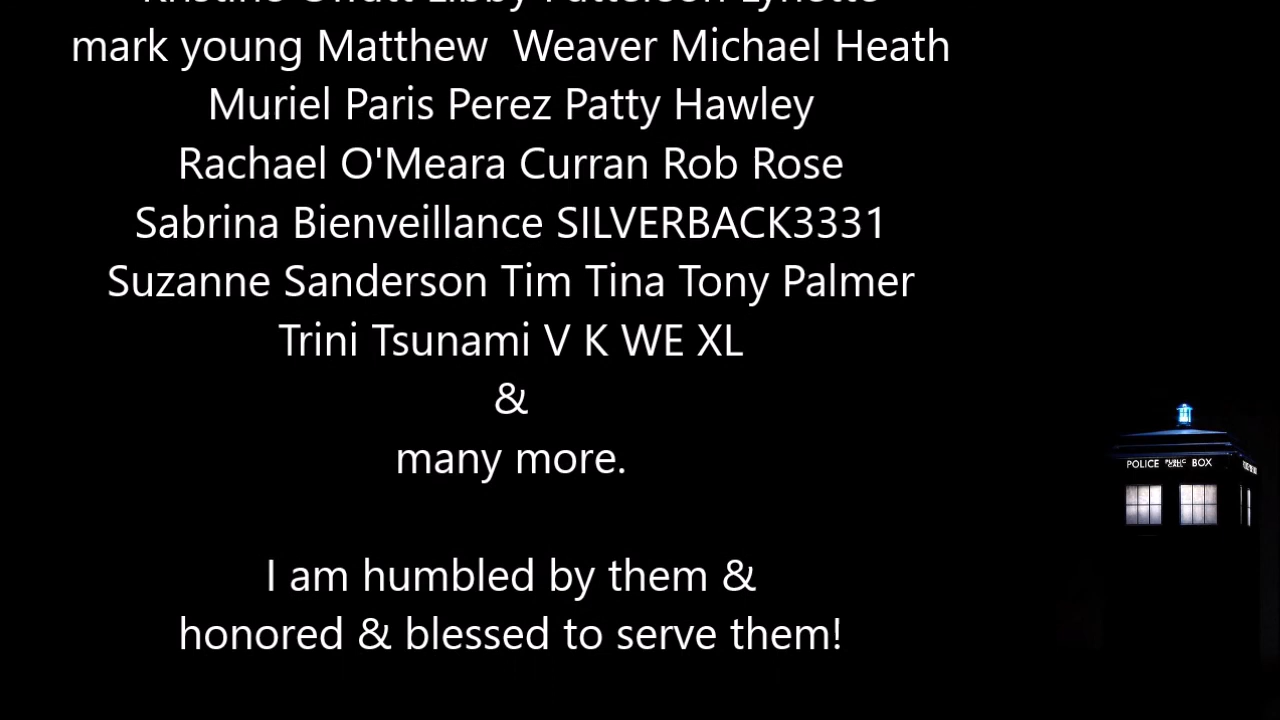 mark young Matthew  Weaver Michael Heath
Muriel Paris Perez Patty Hawley
Rachael O'Meara Curran Rob Rose
Sabrina Bienveillance SILVERBACK3331
Suzanne Sanderson Tim Tina Tony Palmer
Trini Tsunami V K WE XL
&
many more.
I am humbled by them &
honored & blessed to serve them!
POLICE PUBLIC CALL BOX